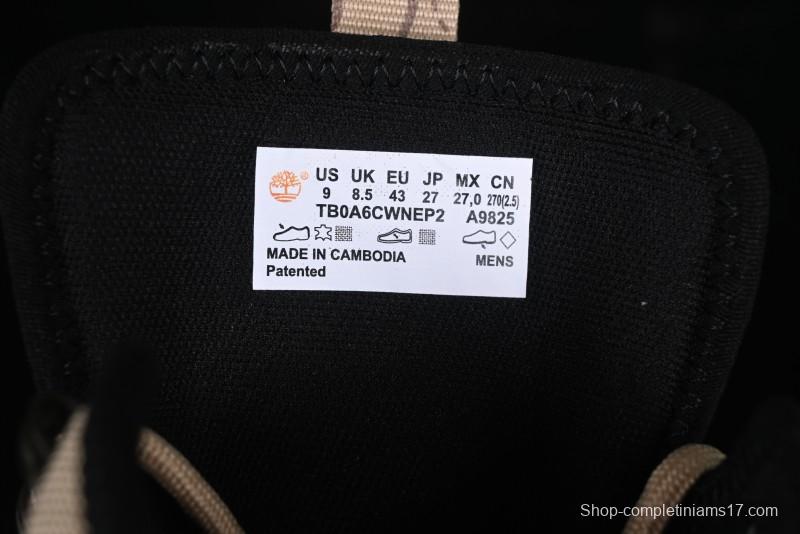 US UK EU JP MX CN
9 8.5 43 27 27,0 270(2.5)
TB0A6CWNEP2 A9825
MADE IN CAMBODIA
Patented MENS
Shop-completiniams17.com